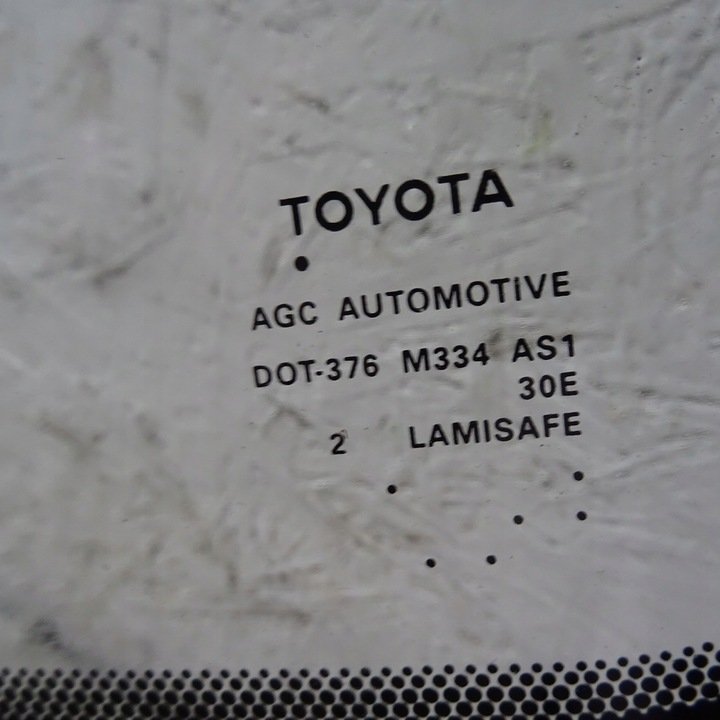 TOYOTA
AGC AUTOMOTIVE
DOT-376 M334 AS1
30E
2 LAMISAFE